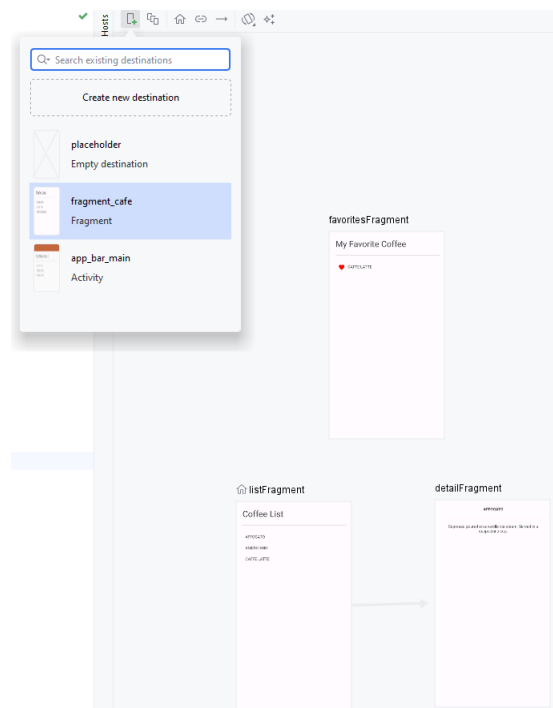 Hosts
Search existing destinations
Create new destination
placeholder
Empty destination
fragment_cafe
Fragment
app_bar_main
Activity
favoritesFragment
My Favorite Coffee
CAFFE LATTE
listFragment
Coffee List
AFFOGATO
AMERICANO
CAFFE LATTE
detailFragment
AFFOGATO